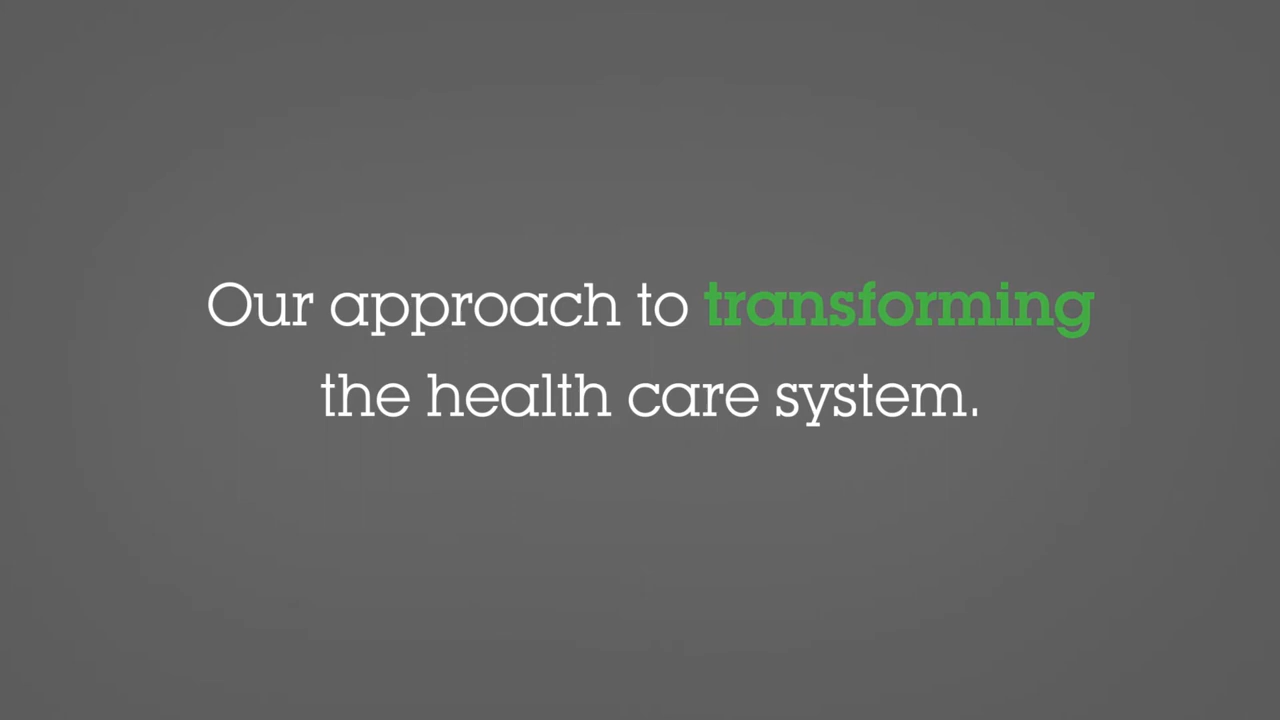 Our approach to transforming
the health care system.